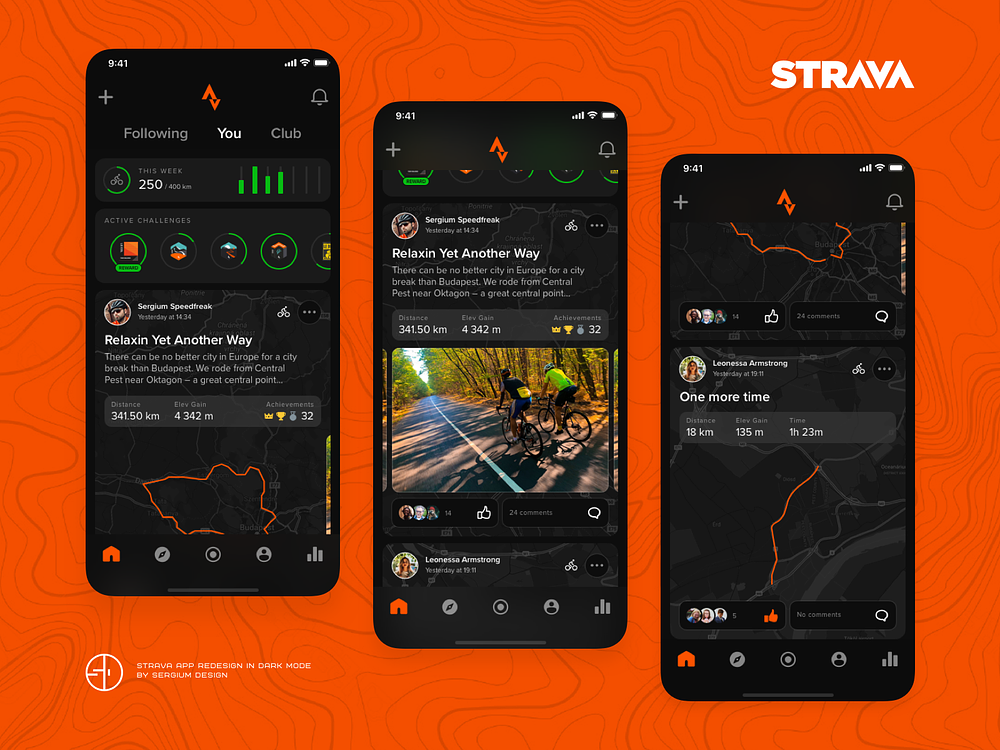 STRAVA
9:41
Following You Club
THIS WEEK
250 / 400 km
ACTIVE CHALLENGES
REWARD
Sergium Speedfreak
Yesterday at 14:34
Relaxin Yet Another Way
There can be no better city in Europe for a city
break than Budapest. We rode from Central
Pest near Oktagon – a great central point...
Distance Elev Gain Achievements
341.50 km 4 342 m 32
Budapest
9:41
REWARD
Sergium Speedfreak
Yesterday at 14:34
Relaxin Yet Another Way
There can be no better city in Europe for a city
break than Budapest. We rode from Central
Pest near Oktagon – a great central point...
Distance Elev Gain Achievements
341.50 km 4 342 m 32
14 24 comments
Leonessa Armstrong
Yesterday at 19:11
9:41
Budapest
14 24 comments
Leonessa Armstrong
Yesterday at 19:11
One more time
Distance Elev Gain Time
18 km 135 m 1h 23m
5 No comments
STRAVA APP REDESIGN IN DARK MODE
BY SERGIUM DESIGN